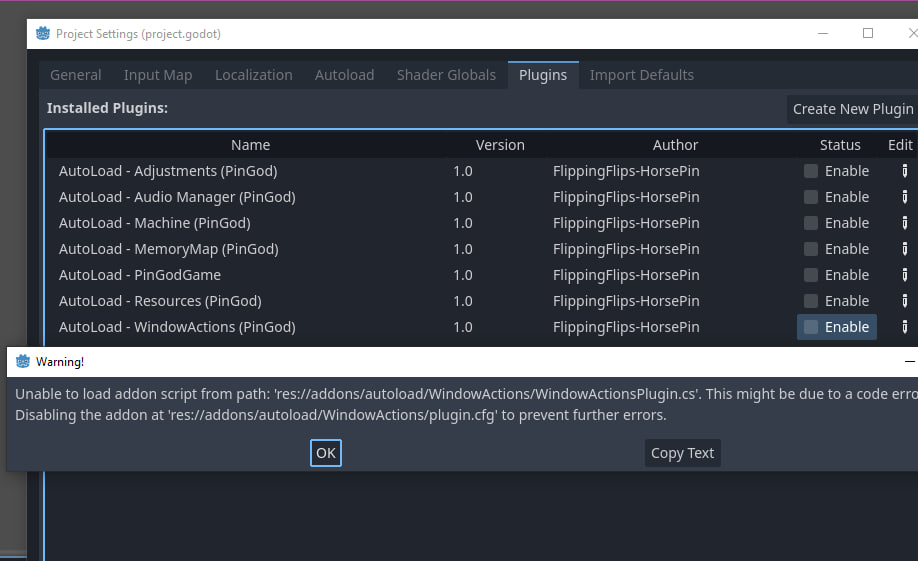 Project Settings (project.godot)
General Input Map Localization Autoload Shader Globals Plugins Import Defaults
Installed Plugins:
Create New Plugin
Name Version Author Status Edit
AutoLoad - Adjustments (PinGod) 1.0 FlippingFlips-HorsePin Enable
AutoLoad - Audio Manager (PinGod) 1.0 FlippingFlips-HorsePin Enable
AutoLoad - Machine (PinGod) 1.0 FlippingFlips-HorsePin Enable
AutoLoad - MemoryMap (PinGod) 1.0 FlippingFlips-HorsePin Enable
AutoLoad - PinGodGame 1.0 FlippingFlips-HorsePin Enable
AutoLoad - Resources (PinGod) 1.0 FlippingFlips-HorsePin Enable
AutoLoad - WindowActions (PinGod) 1.0 FlippingFlips-HorsePin Enable
Warning!
Unable to load addon script from path: 'res://addons/autoload/WindowActions/WindowActionsPlugin.cs'. This might be due to a code erro
Disabling the addon at 'res://addons/autoload/WindowActions/plugin.cfg' to prevent further errors.
OK Copy Text